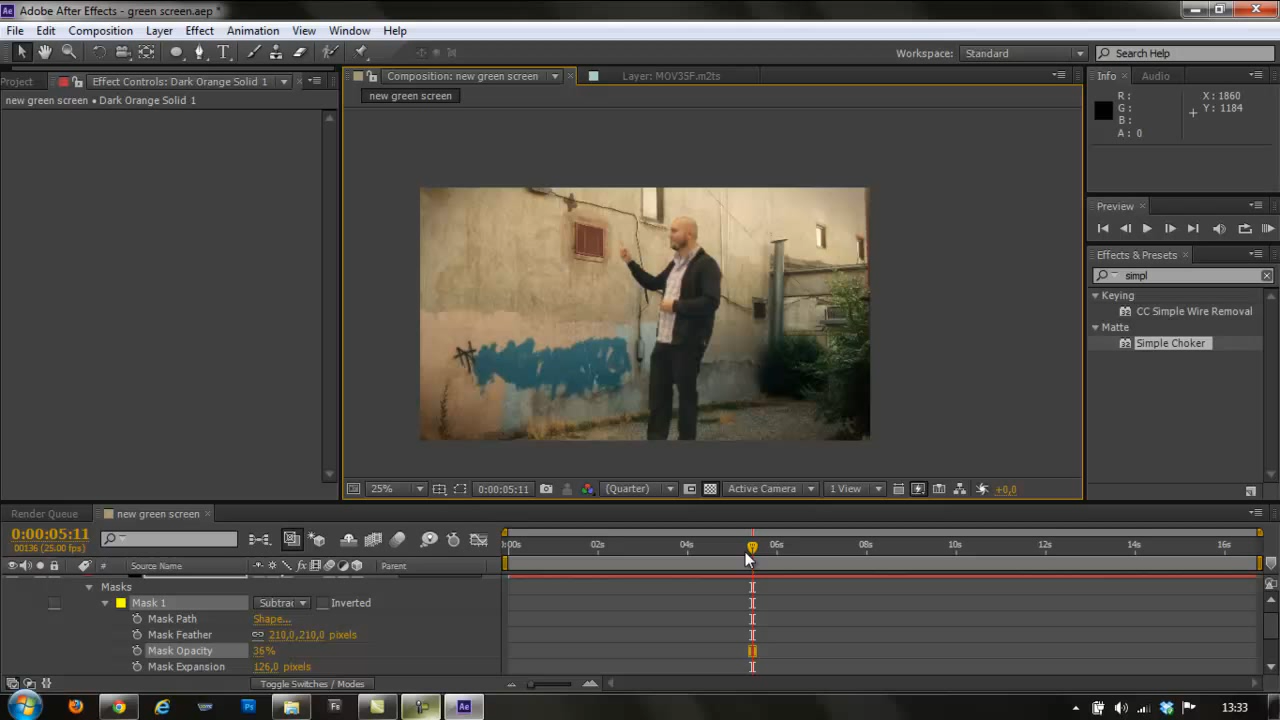 Adobe After Effects - green screen.aep *
File Edit Composition Layer Effect Animation View Window Help
Workspace: Standard Search Help
Project Effect Controls: Dark Orange Solid 1 Composition: new green screen Layer: MOV3SF.m2ts Info Audio
new green screen • Dark Orange Solid 1 new green screen
R: X: 1860
G: Y: 1184
B:
A: 0
Preview
Effects & Presets
simpl
Keying
CC Simple Wire Removal
Matte
Simple Choker
25% 0:00:05:11 (Quarter) Active Camera 1 View +0,0
Render Queue new green screen
0:00:05:11
00136 (25.00 fps)
:00s 02s 04s 06s 08s 10s 12s 14s 16s
# Source Name Parent
Masks
Mask 1 Subtrac Inverted
Mask Path Shape...
Mask Feather 210,0,210,0 pixels
Mask Opacity 36%
Mask Expansion 126,0 pixels
Toggle Switches / Modes
13:33